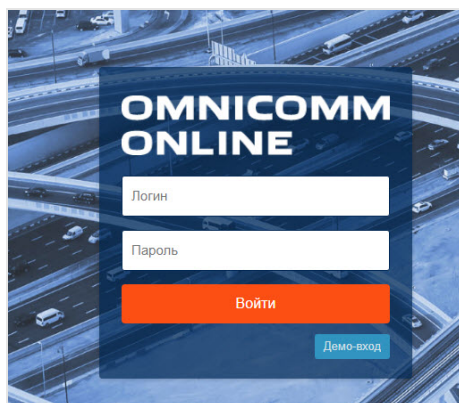 OMNICOMM
ONLINE
Логин
Пароль
Войти
Демо-вход